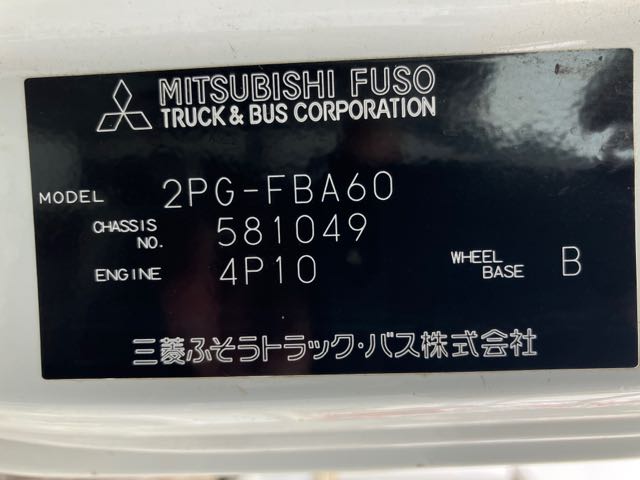 MITSUBISHI FUSO
TRUCK & BUS CORPORATION
MODEL 2PG-FBA60
CHASSIS NO. 581049
ENGINE 4P10 WHEEL BASE B
三菱ふそうトラック・バス株式会社